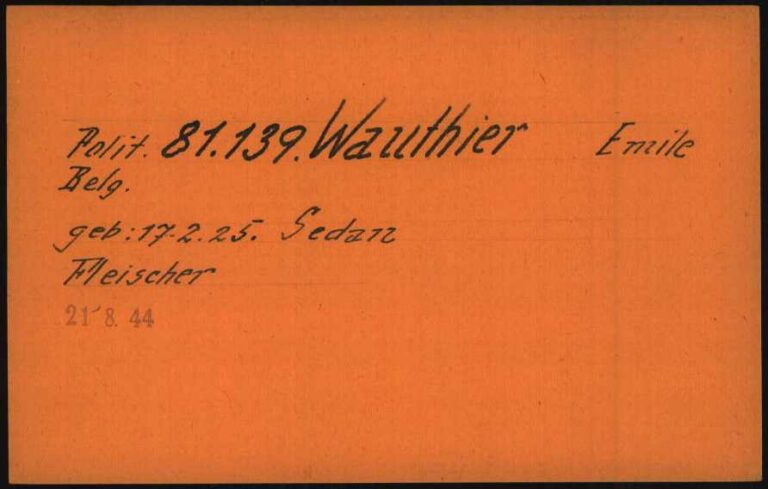 Polit. 81.139. Wauthier Emile
Belg.
geb: 17.2.25. Sedan
Fleischer
21 8. 44